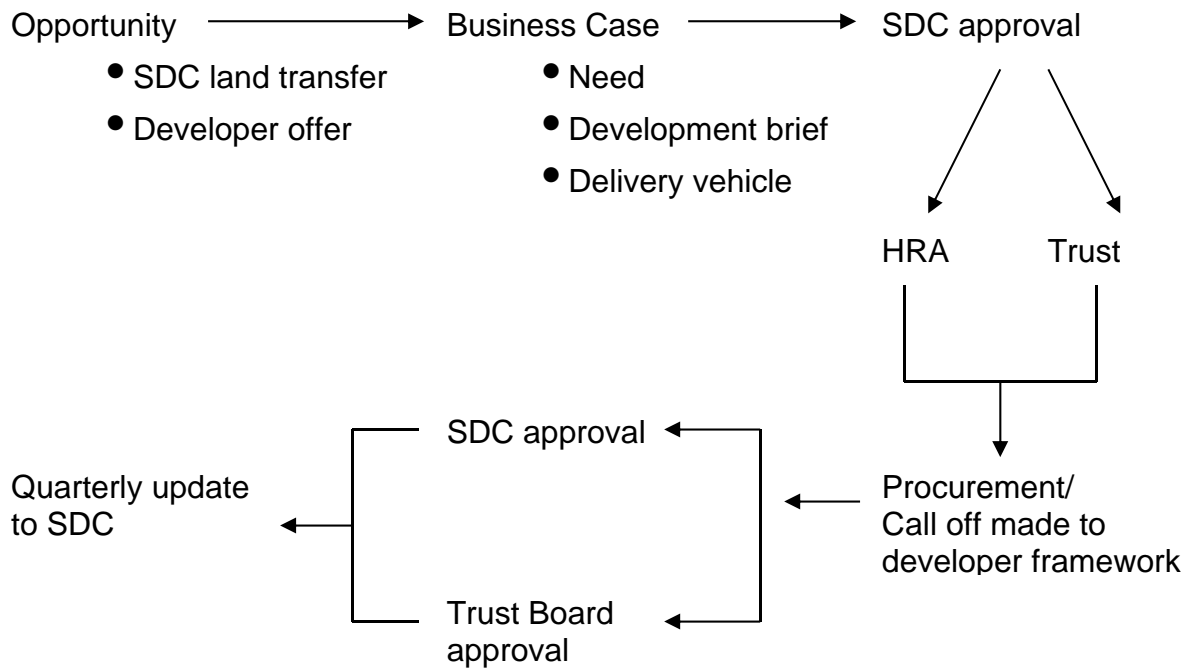 Opportunity
• SDC land transfer
• Developer offer
Business Case
• Need
• Development brief
• Delivery vehicle
SDC approval
HRA
Trust
Procurement/
Call off made to
developer framework
SDC approval
Trust Board
approval
Quarterly update
to SDC